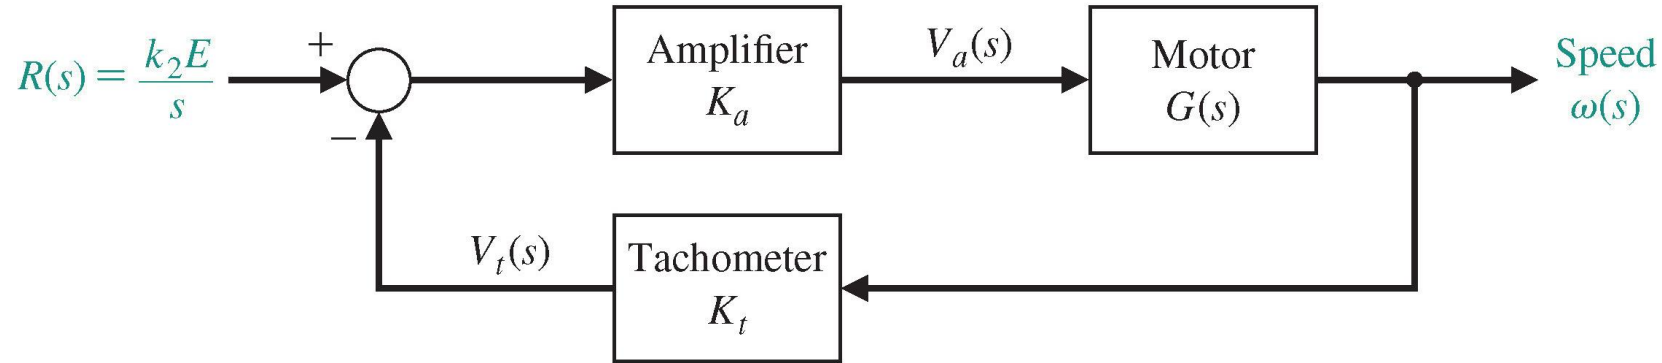 R(s) = k₂E/s
+
−
Amplifier
Kₐ
Vₐ(s)
Motor
G(s)
Speed
ω(s)
Vₜ(s)
Tachometer
Kₜ